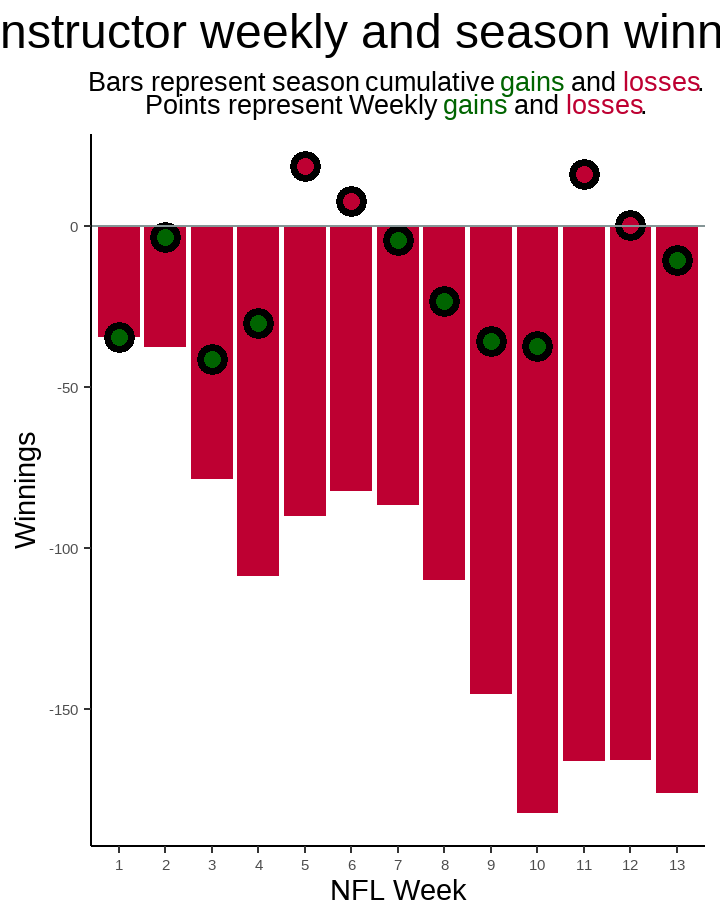 nstructor weekly and season winn
Bars represent season cumulative gains and losses.
Points represent Weekly gains and losses.
0
-50
-100
-150
Winnings
1 2 3 4 5 6 7 8 9 10 11 12 13
NFL Week